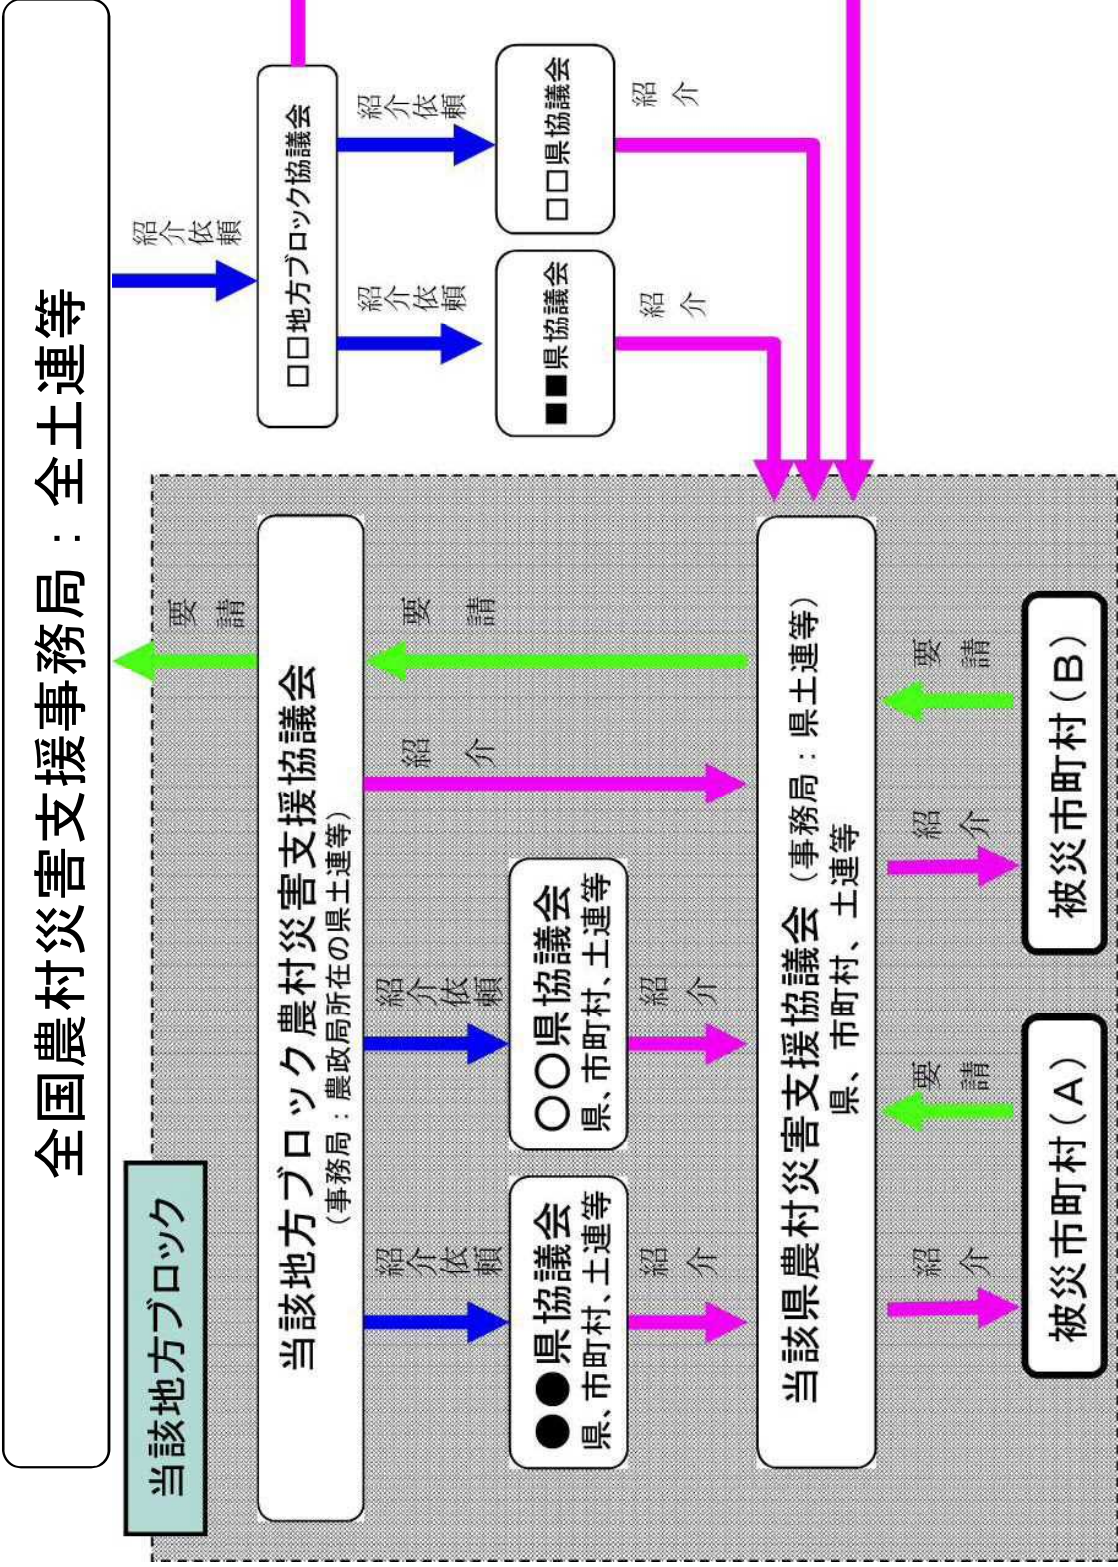 全国農村災害支援事務局：全土連等
当該地方ブロック
要請
紹介依頼
当該地方ブロック農村災害支援協議会
（事務局：農政局所在の県土連等）
□□地方ブロック協議会
紹介依頼
紹介依頼
紹介
要請
紹介依頼
紹介依頼
●●県協議会
県、市町村、土連等
〇〇県協議会
県、市町村、土連等
■■県協議会
□□県協議会
紹介
紹介
紹介
紹介
当該県農村災害支援協議会（事務局：県土連等）
県、市町村、土連等
紹介
要請
紹介
要請
被災市町村（A）
被災市町村（B）